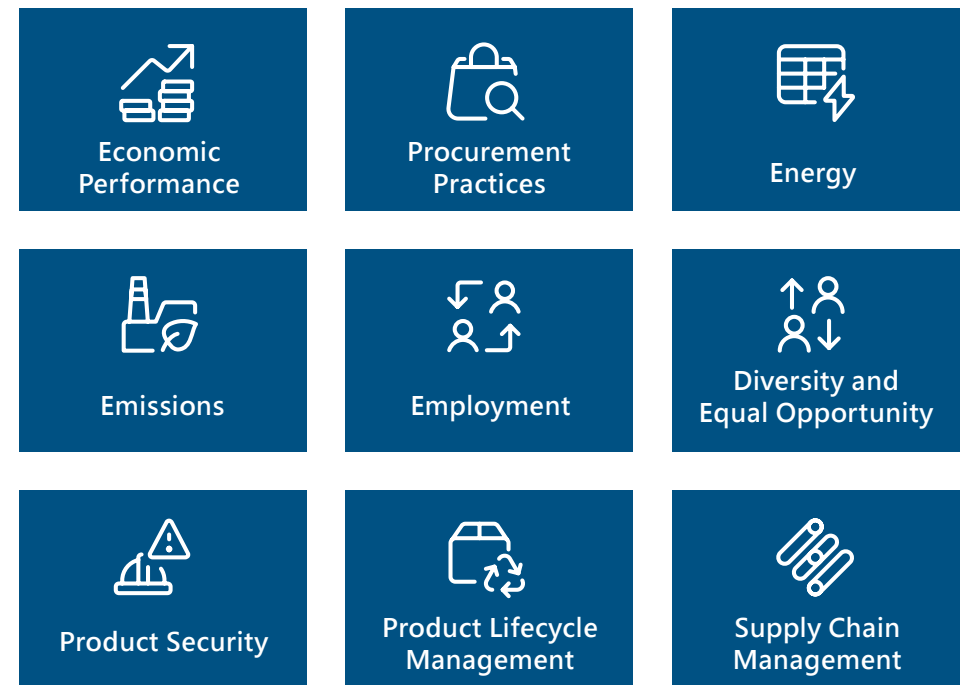 Economic
Performance
Procurement
Practices
Energy
Emissions
Employment
Diversity and
Equal Opportunity
Product Security
Product Lifecycle
Management
Supply Chain
Management